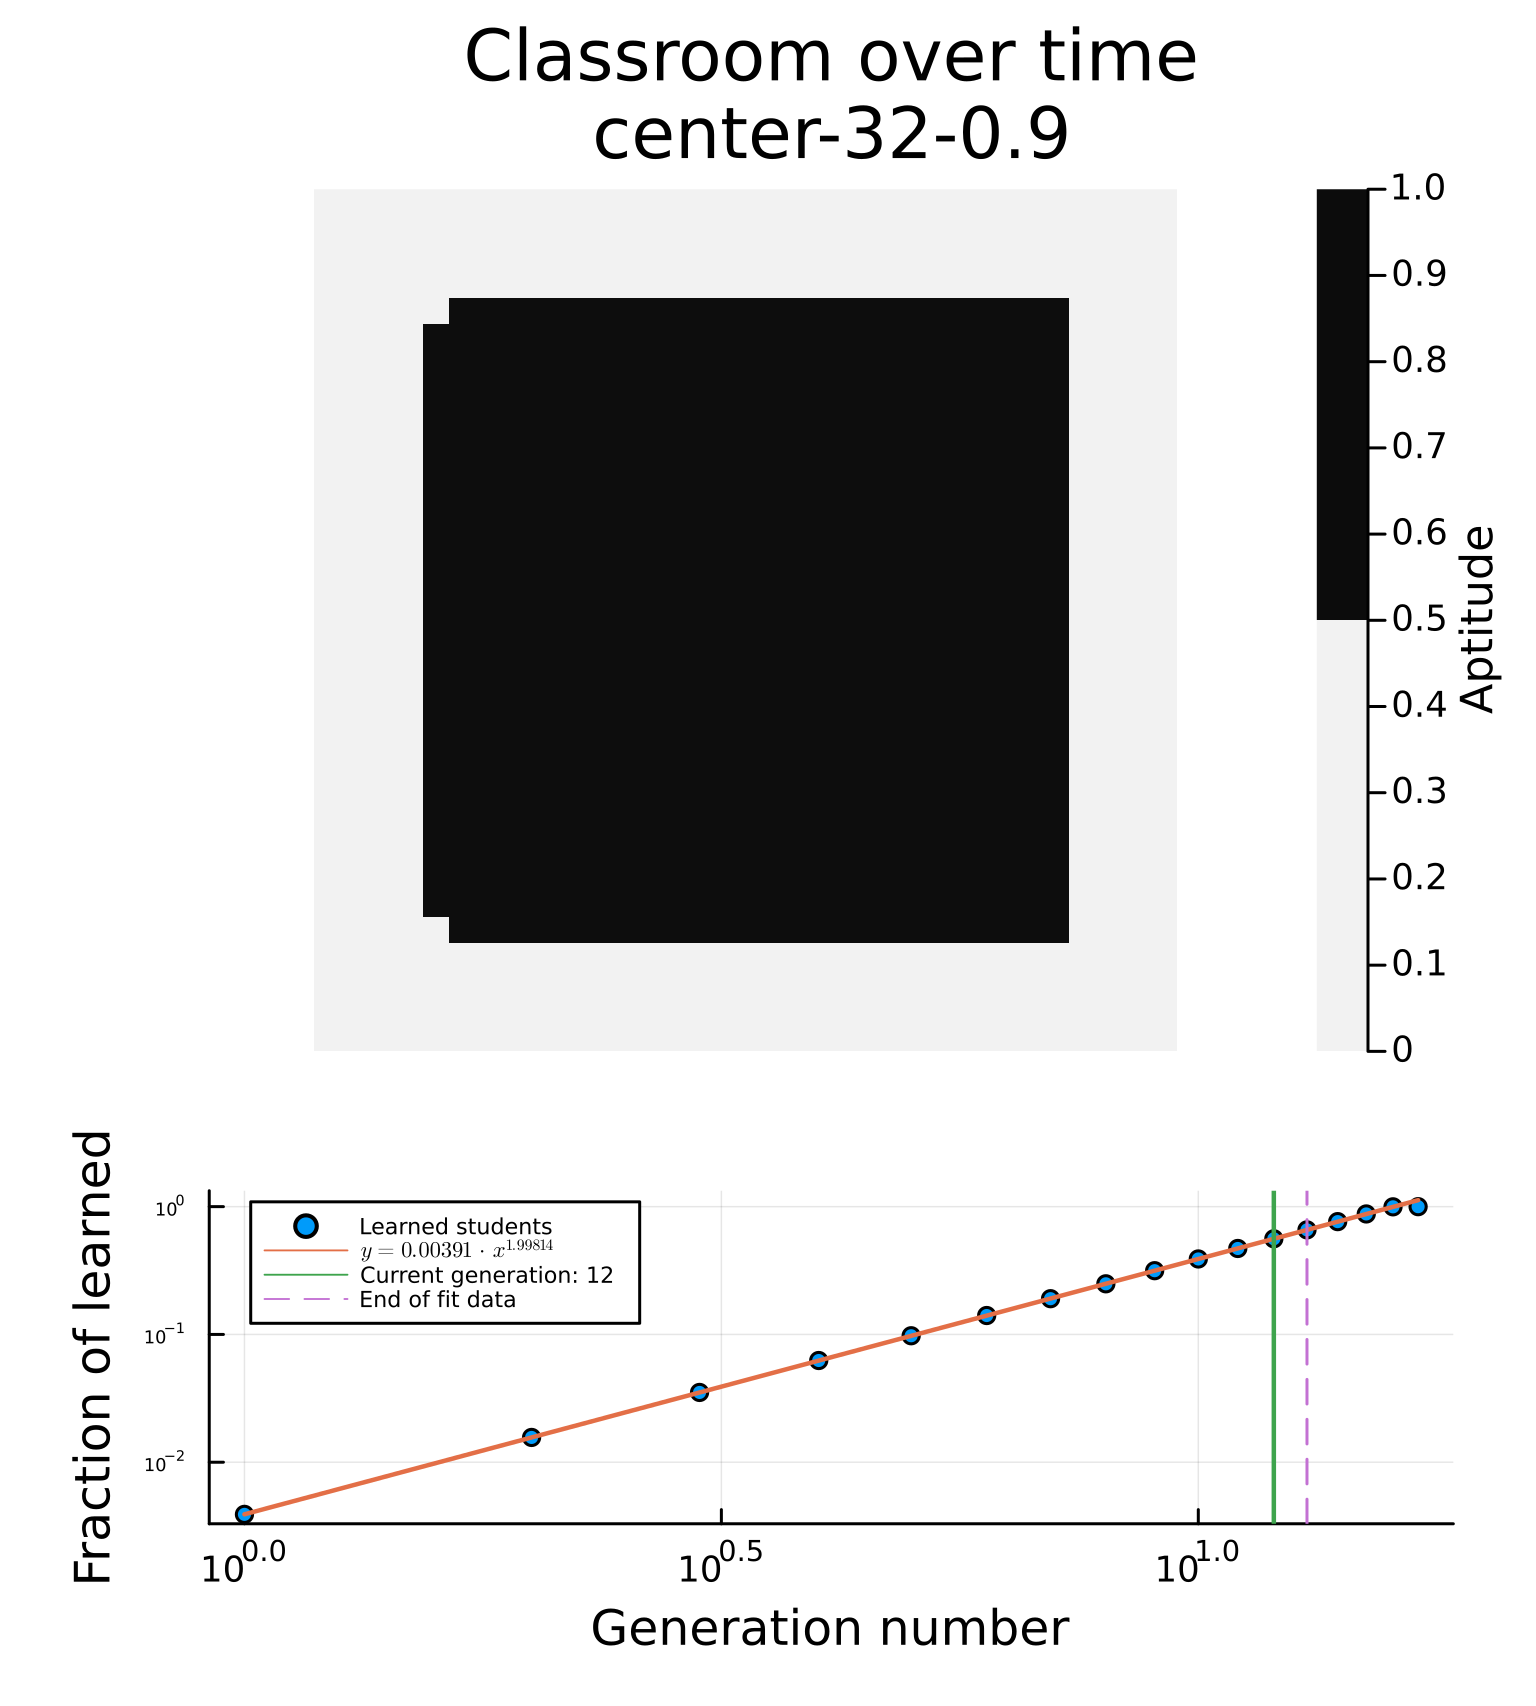 Classroom over time
center-32-0.9
1.0
0.9
0.8
0.7
0.6
0.5
0.4
0.3
0.2
0.1
0
Aptitude
Fraction of learned
10⁰
10⁻¹
10⁻²
Learned students
y = 0.00391 · x^1.99814
Current generation: 12
End of fit data
10^0.0
10^0.5
10^1.0
Generation number